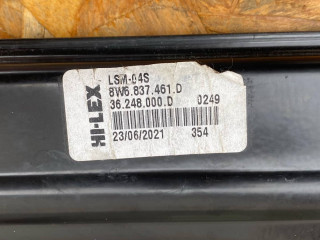 HI-LEX
LSM-04S
8W6.837.461.D
36.248.000.D 0249
23/06/2021 354